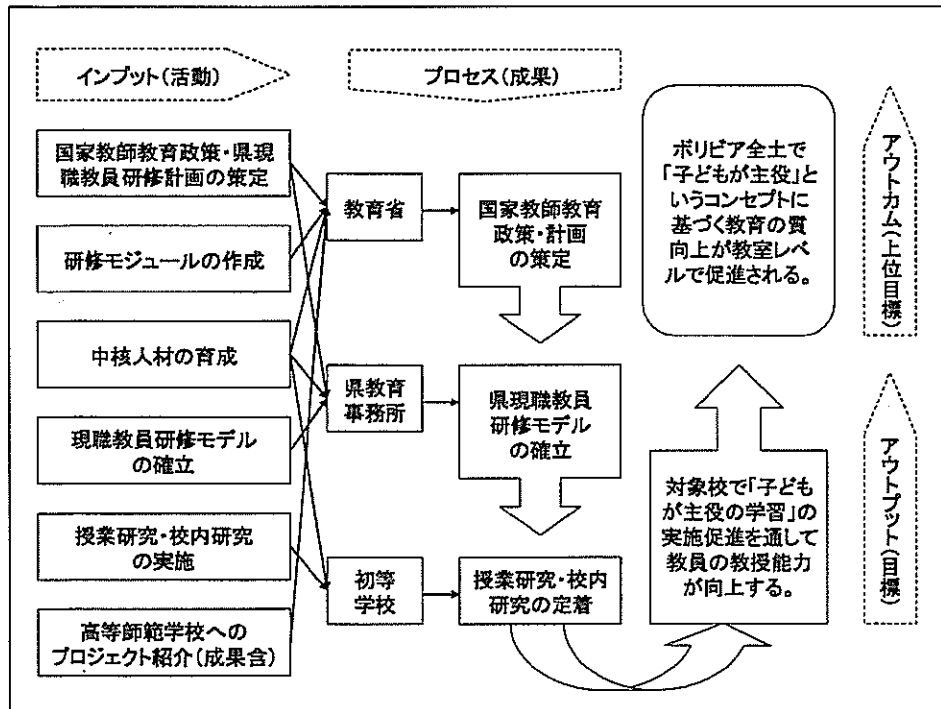 インプット(活動)
プロセス(成果)
国家教師教育政策・県現
職教員研修計画の策定
研修モジュールの作成
中核人材の育成
現職教員研修モデル
の確立
授業研究・校内研究
の実施
高等師範学校への
プロジェクト紹介(成果含)
教育省
県教育
事務所
初等
学校
国家教師教育
政策・計画
の策定
県現職教員
研修モデル
の確立
授業研究・校内
研究の定着
ボリビア全土で
「子どもが主役」と
いうコンセプトに
基づく教育の質
向上が教室レベ
ルで促進される。
対象校で「子ども
が主役の学習」の
実施促進を通して
教員の教授能力
が向上する。
アウトカム(上位目標)
アウトプット(目標)